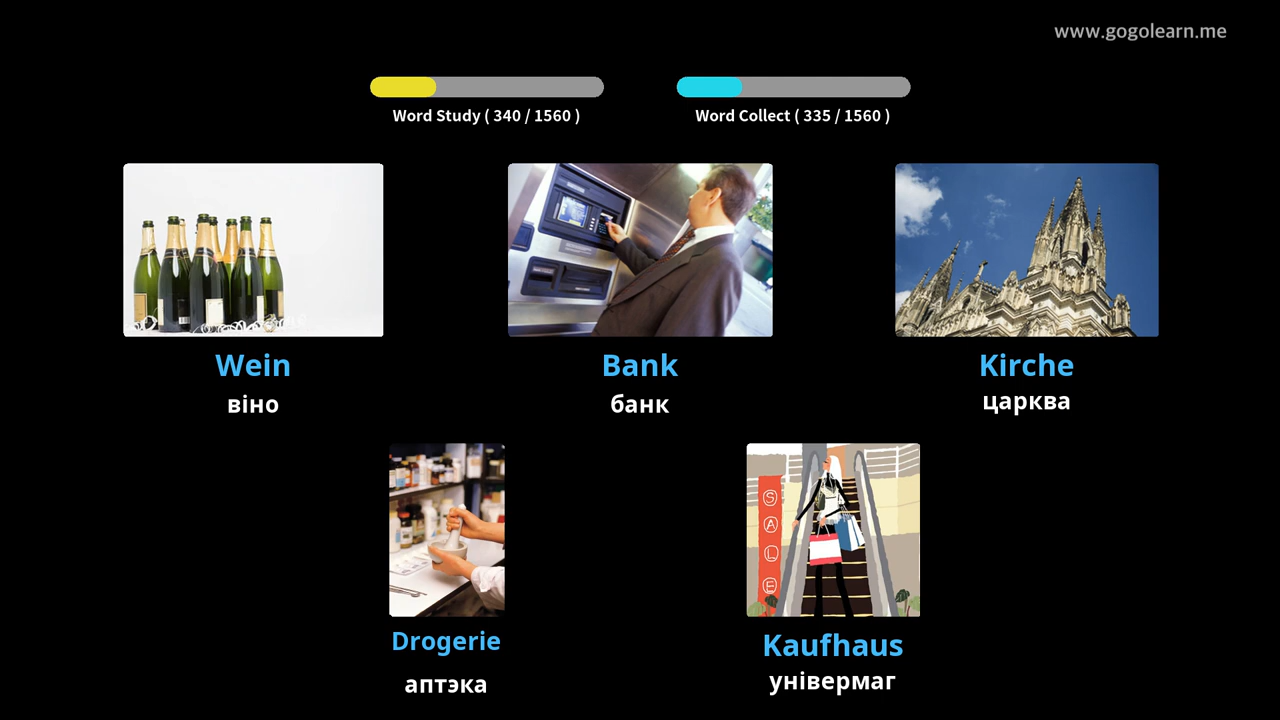 www.gogolearn.me
Word Study ( 340 / 1560 )
Word Collect ( 335 / 1560 )
Wein
віно
Bank
банк
Kirche
царква
SALE
Drogerie
аптэка
Kaufhaus
універмаг